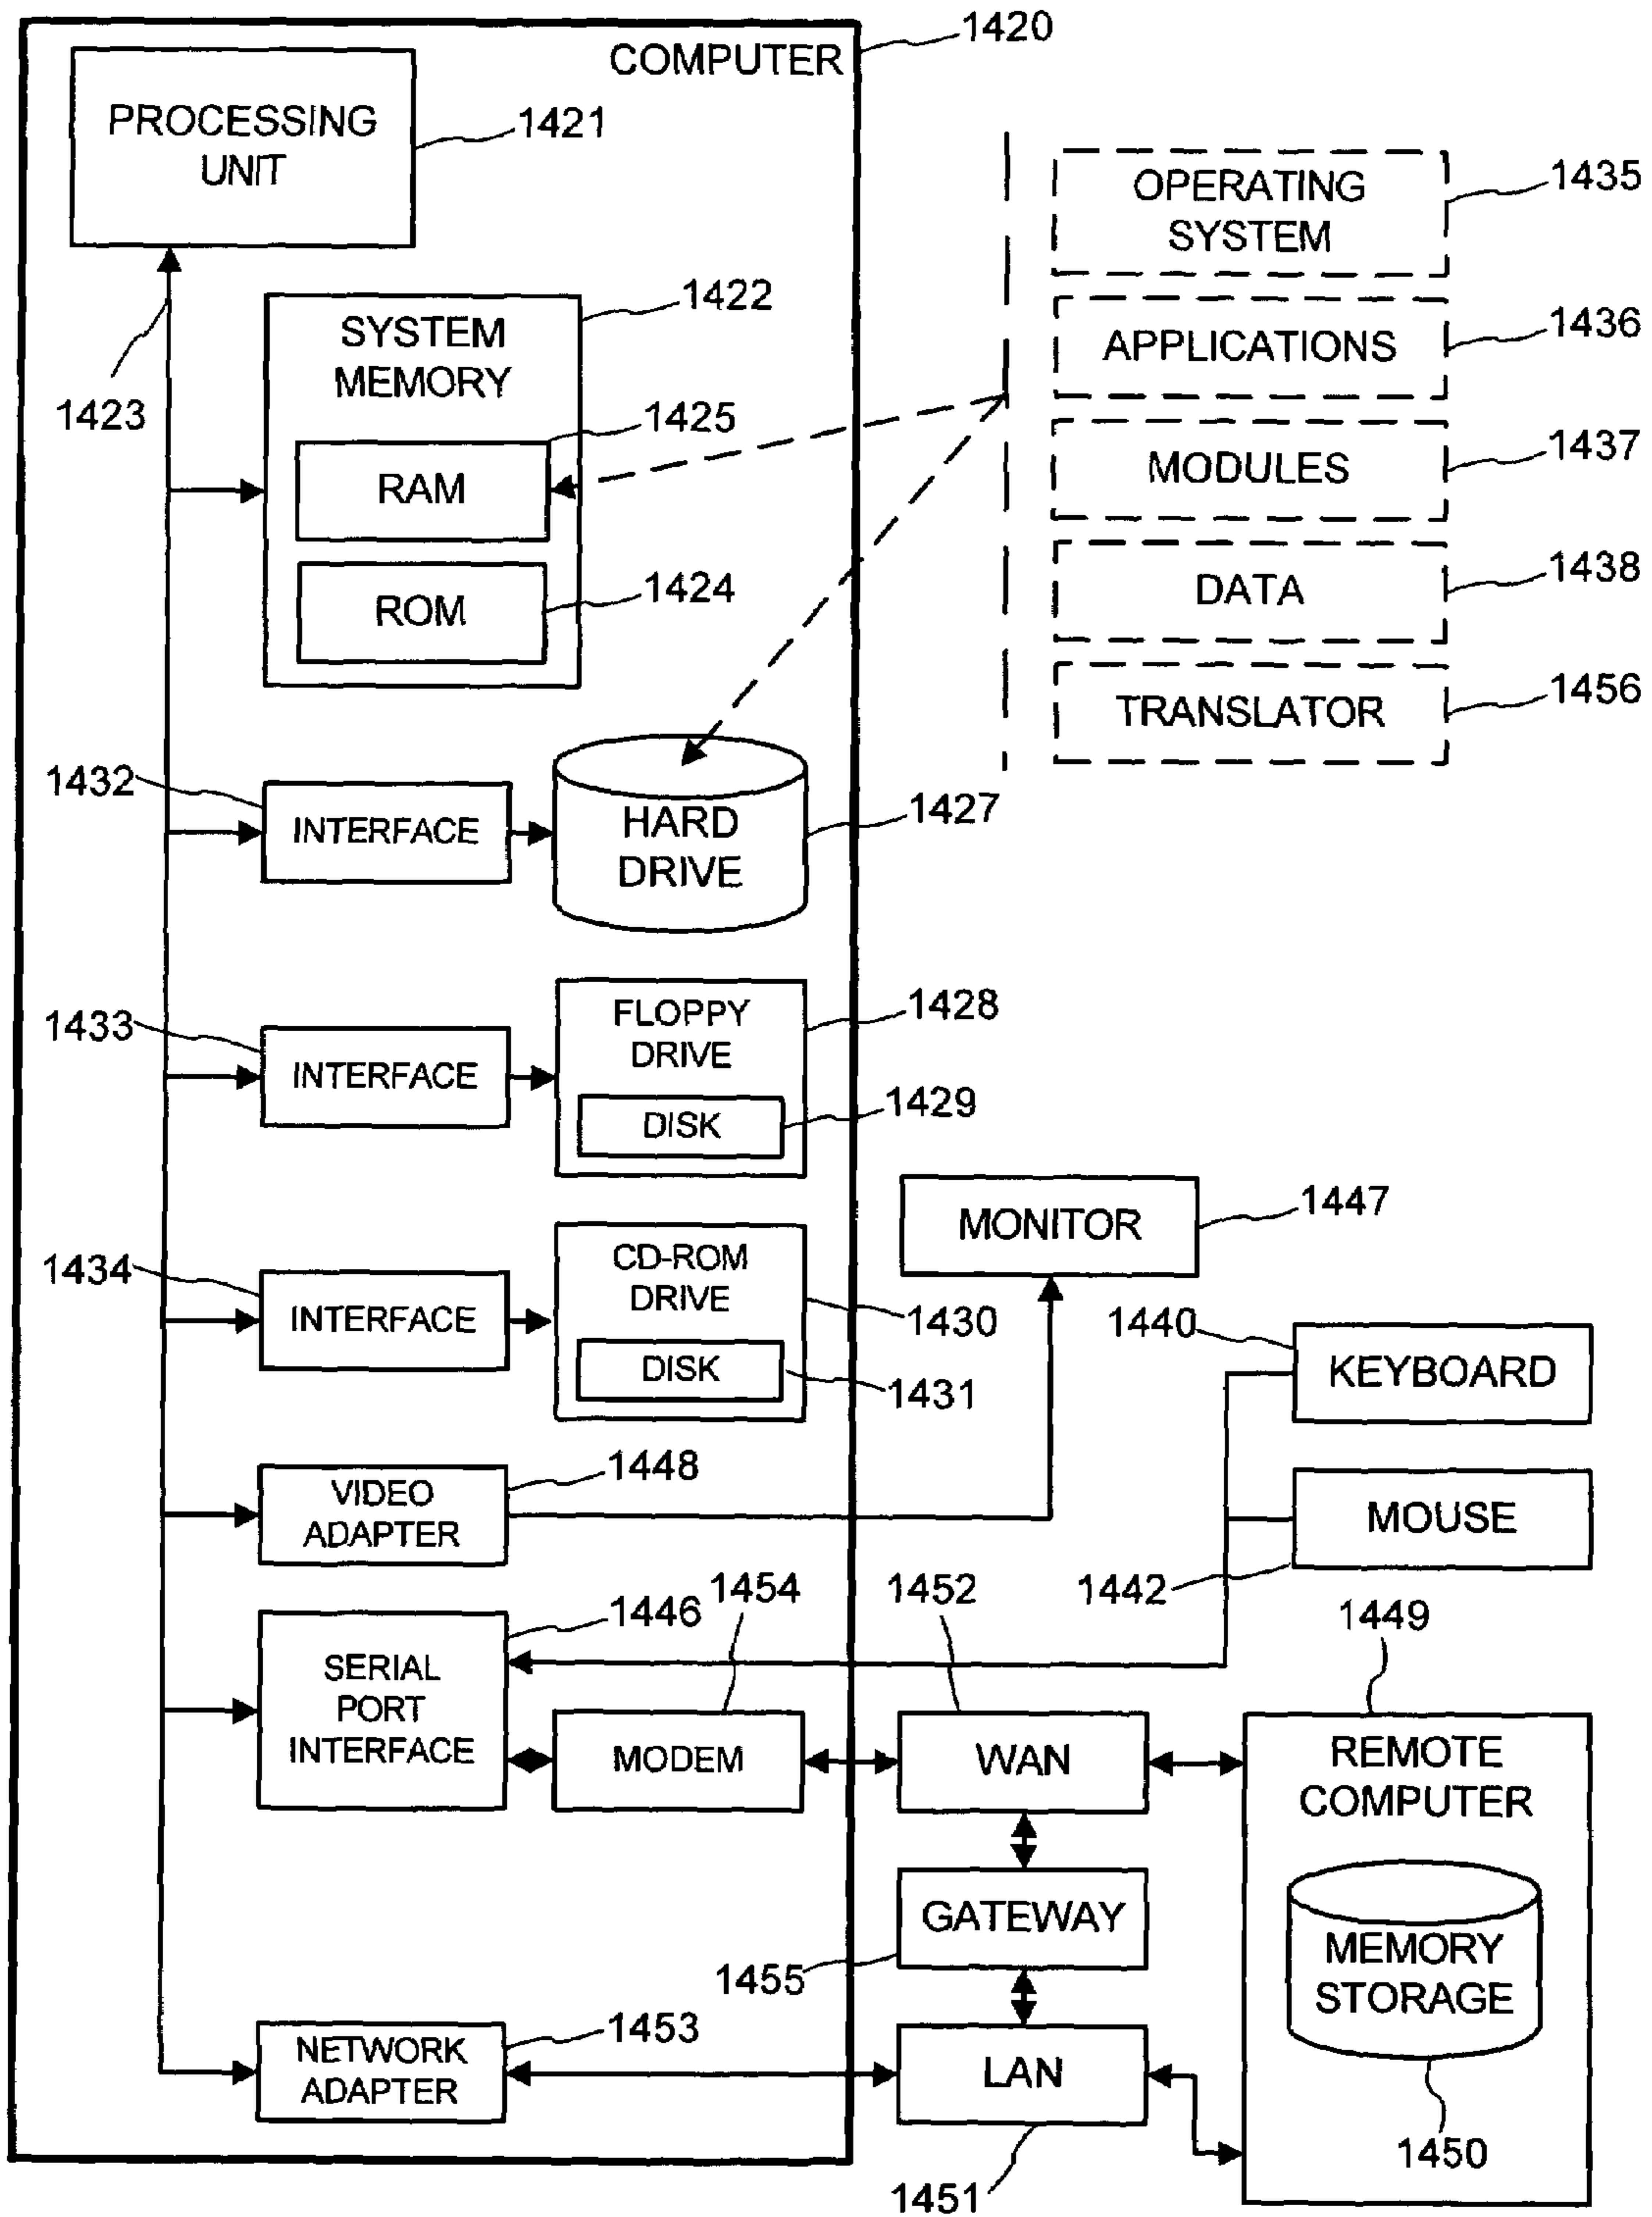 1420
COMPUTER
PROCESSING
UNIT
1421
OPERATING
SYSTEM
1435
1422
SYSTEM
MEMORY
APPLICATIONS
1436
1423
1425
RAM
MODULES
1437
ROM
1424
DATA
1438
TRANSLATOR
1456
1432
INTERFACE
HARD
DRIVE
1427
1433
INTERFACE
FLOPPY
DRIVE
1428
DISK
1429
MONITOR
1447
1434
INTERFACE
CD-ROM
DRIVE
1430
DISK
1431
1440
KEYBOARD
VIDEO
ADAPTER
1448
MOUSE
1442
1446
SERIAL
PORT
INTERFACE
1454
MODEM
1452
WAN
1449
REMOTE
COMPUTER
GATEWAY
1455
MEMORY
STORAGE
1450
NETWORK
ADAPTER
1453
LAN
1451